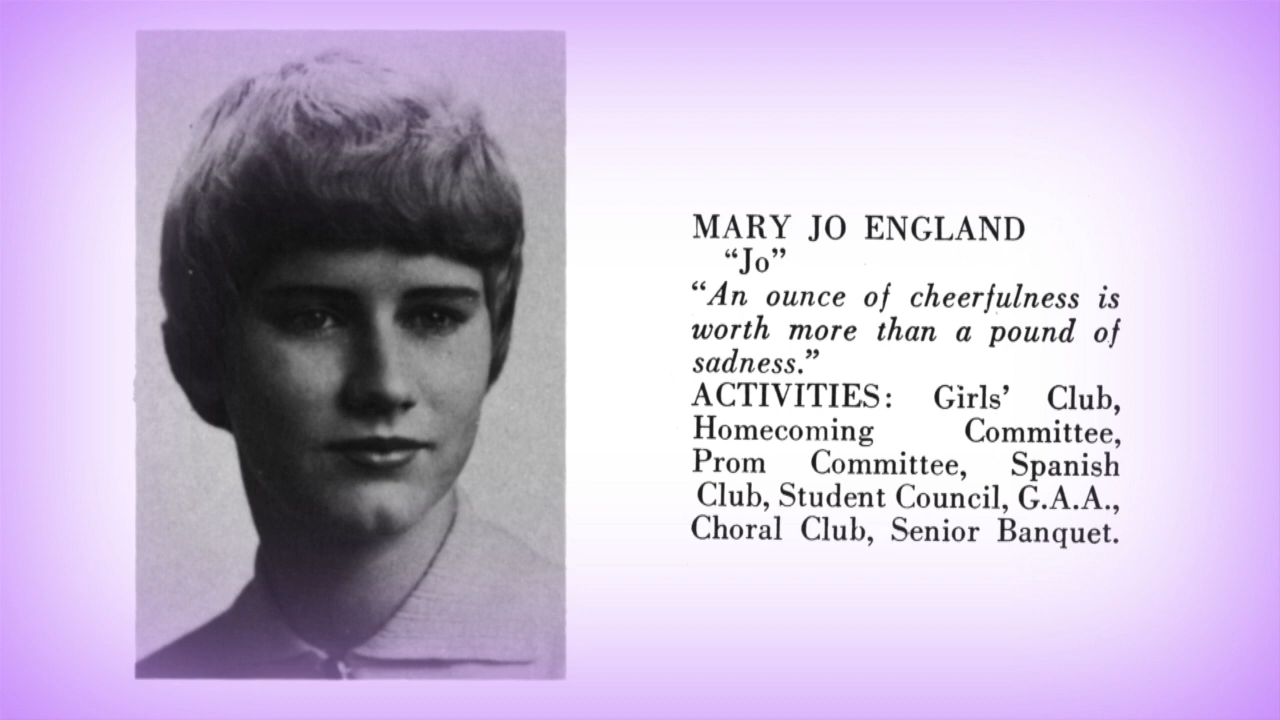 MARY JO ENGLAND
“Jo”
“An ounce of cheerfulness is
worth more than a pound of
sadness.”
ACTIVITIES: Girls’ Club,
Homecoming Committee,
Prom Committee, Spanish
Club, Student Council, G.A.A.,
Choral Club, Senior Banquet.